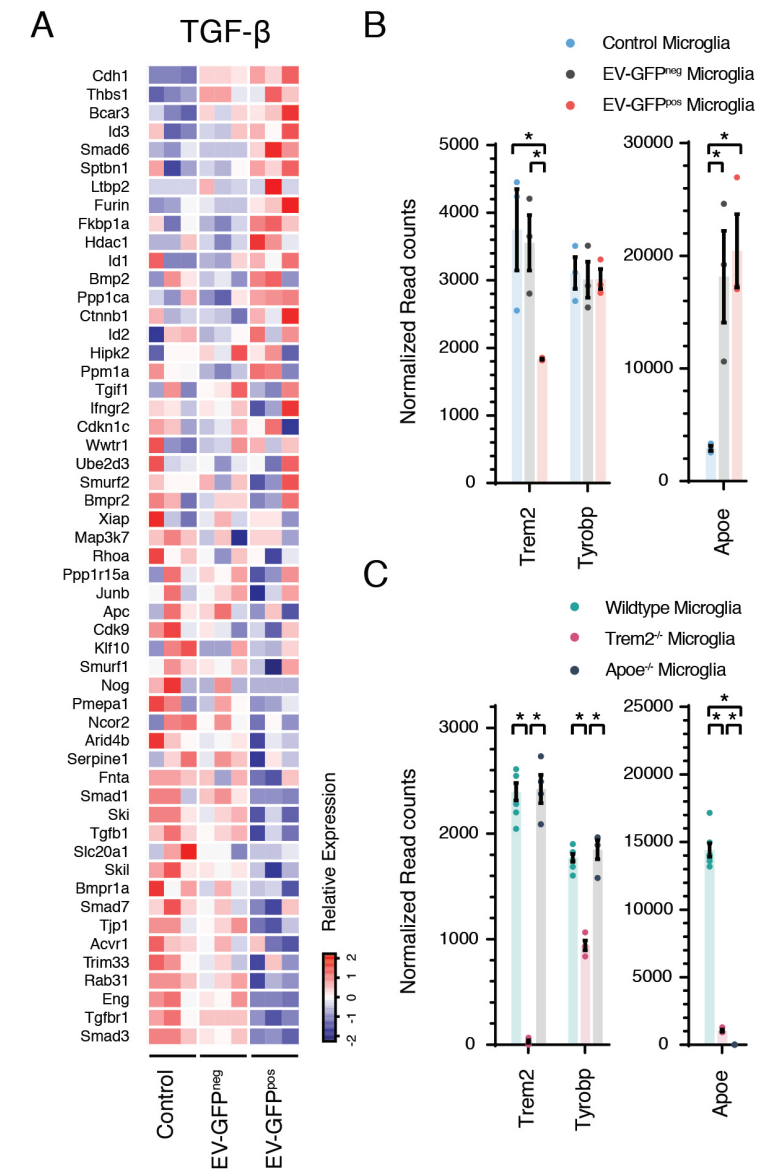 A
TGF-β
Cdh1
Thbs1
Bcar3
Id3
Smad6
Sptbn1
Ltbp2
Furin
Fkbp1a
Hdac1
Id1
Bmp2
Ppp1ca
Ctnnb1
Id2
Hipk2
Ppm1a
Tgif1
Ifngr2
Cdkn1c
Wwtr1
Ube2d3
Smurf2
Bmpr2
Xiap
Map3k7
Rhoa
Ppp1r15a
Junb
Apc
Cdk9
Klf10
Smurf1
Nog
Pmepa1
Ncor2
Arid4b
Serpine1
Fnta
Smad1
Ski
Tgfb1
Slc20a1
Skil
Bmpr1a
Smad7
Tjp1
Acvr1
Trim33
Rab31
Eng
Tgfbr1
Smad3
Control
EV-GFPneg
EV-GFPpos
Relative Expression
2
1
0
-1
-2
B
Control Microglia
EV-GFPneg Microglia
EV-GFPpos Microglia
Normalized Read counts
5000
4000
3000
2000
1000
0
*
*
Trem2
Tyrobp
30000
20000
10000
0
*
*
Apoe
C
Wildtype Microglia
Trem2-/- Microglia
Apoe-/- Microglia
Normalized Read counts
3000
2000
1000
0
* *
* *
Trem2
Tyrobp
25000
20000
15000
10000
5000
0
*
* *
Apoe